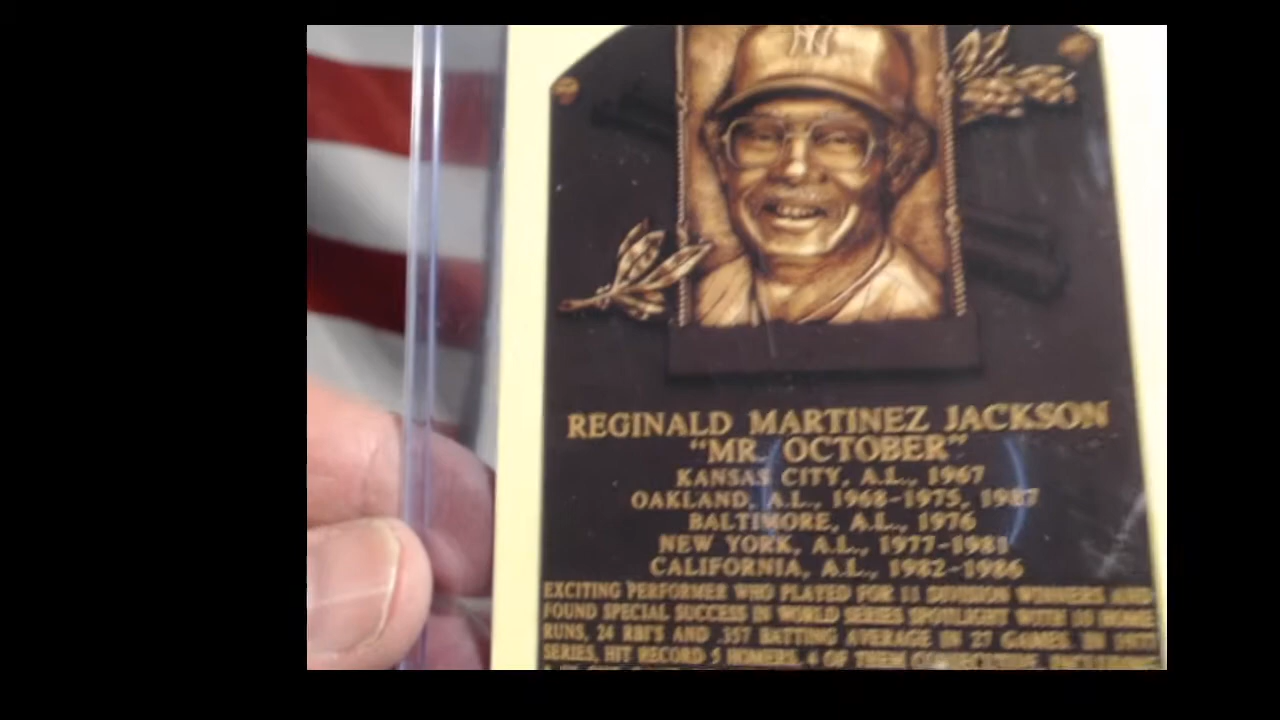 NY
REGINALD MARTINEZ JACKSON
“MR. OCTOBER”
KANSAS CITY, A.L., 1967
OAKLAND, A.L., 1968-1975, 1987
BALTIMORE, A.L., 1976
NEW YORK, A.L., 1977-1981
CALIFORNIA, A.L., 1982-1986
EXCITING PERFORMER WHO PLAYED FOR 11 DIVISION WINNERS AND
FOUND SPECIAL SUCCESS IN WORLD SERIES SPOTLIGHT WITH 10 HOME
RUNS, 24 RBI'S AND .357 BATTING AVERAGE IN 27 GAMES. IN 1977
SERIES, HIT RECORD 5 HOMERS, 4 OF THEM CONSECUTIVE, INCLUDING